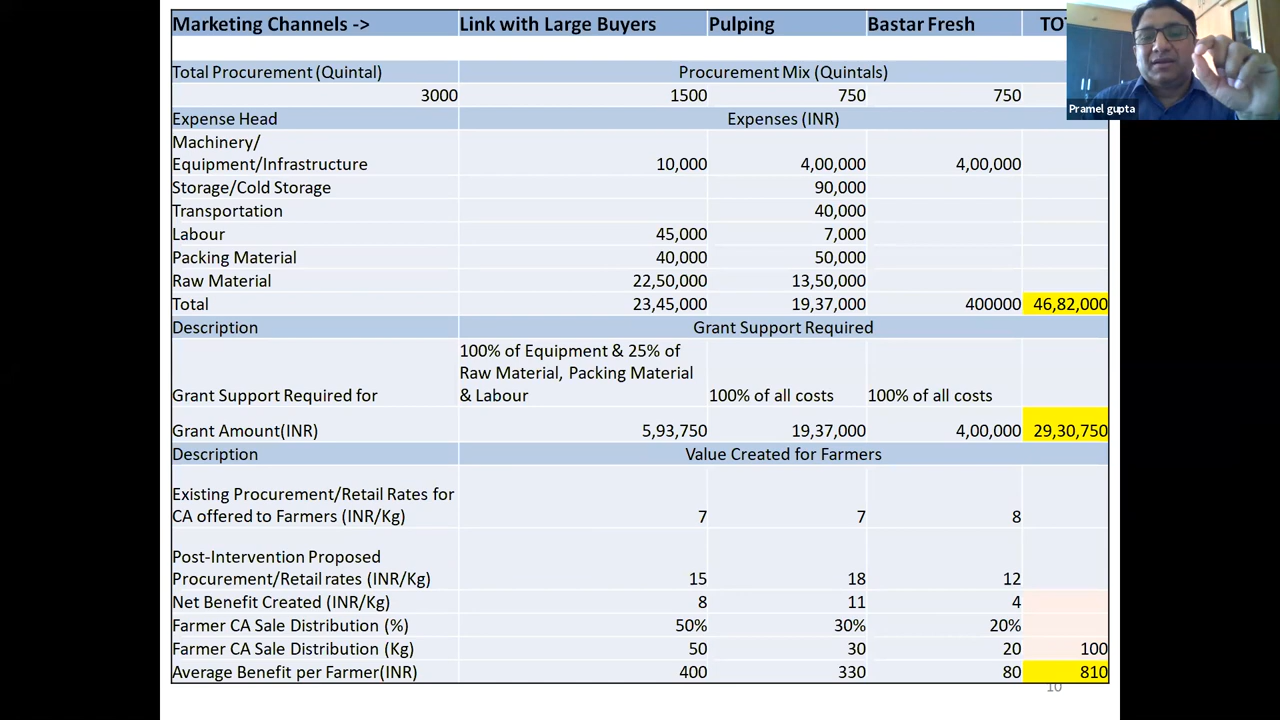 Marketing Channels -> Link with Large Buyers Pulping Bastar Fresh
Pramel gupta
Total Procurement (Quintal) Procurement Mix (Quintals)
3000 1500 750 750
Expense Head Expenses (INR)
Machinery/
Equipment/Infrastructure 10,000 4,00,000 4,00,000
Storage/Cold Storage 90,000
Transportation 40,000
Labour 45,000 7,000
Packing Material 40,000 50,000
Raw Material 22,50,000 13,50,000
Total 23,45,000 19,37,000 400000 46,82,000
Description Grant Support Required
100% of Equipment & 25% of
Raw Material, Packing Material
Grant Support Required for & Labour 100% of all costs 100% of all costs
Grant Amount(INR) 5,93,750 19,37,000 4,00,000 29,30,750
Description Value Created for Farmers
Existing Procurement/Retail Rates for
CA offered to Farmers (INR/Kg) 7 7 8
Post-Intervention Proposed
Procurement/Retail rates (INR/Kg) 15 18 12
Net Benefit Created (INR/Kg) 8 11 4
Farmer CA Sale Distribution (%) 50% 30% 20%
Farmer CA Sale Distribution (Kg) 50 30 20 100
Average Benefit per Farmer(INR) 400 330 80 810
10